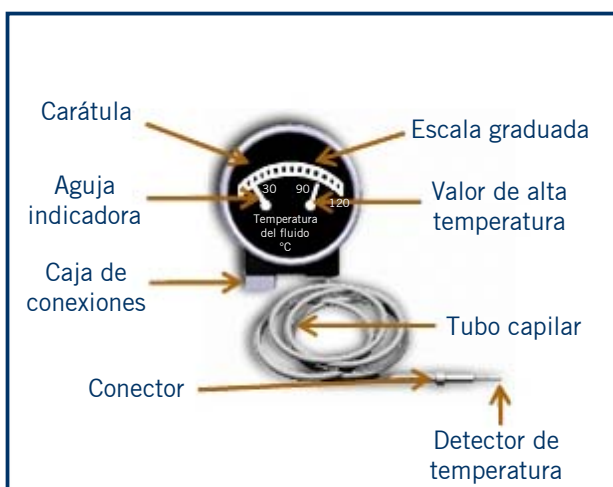 Carátula
Escala graduada
Aguja
indicadora
30
90
120
Temperatura
del fluido
°C
Valor de alta
temperatura
Caja de
conexiones
Tubo capilar
Conector
Detector de
temperatura